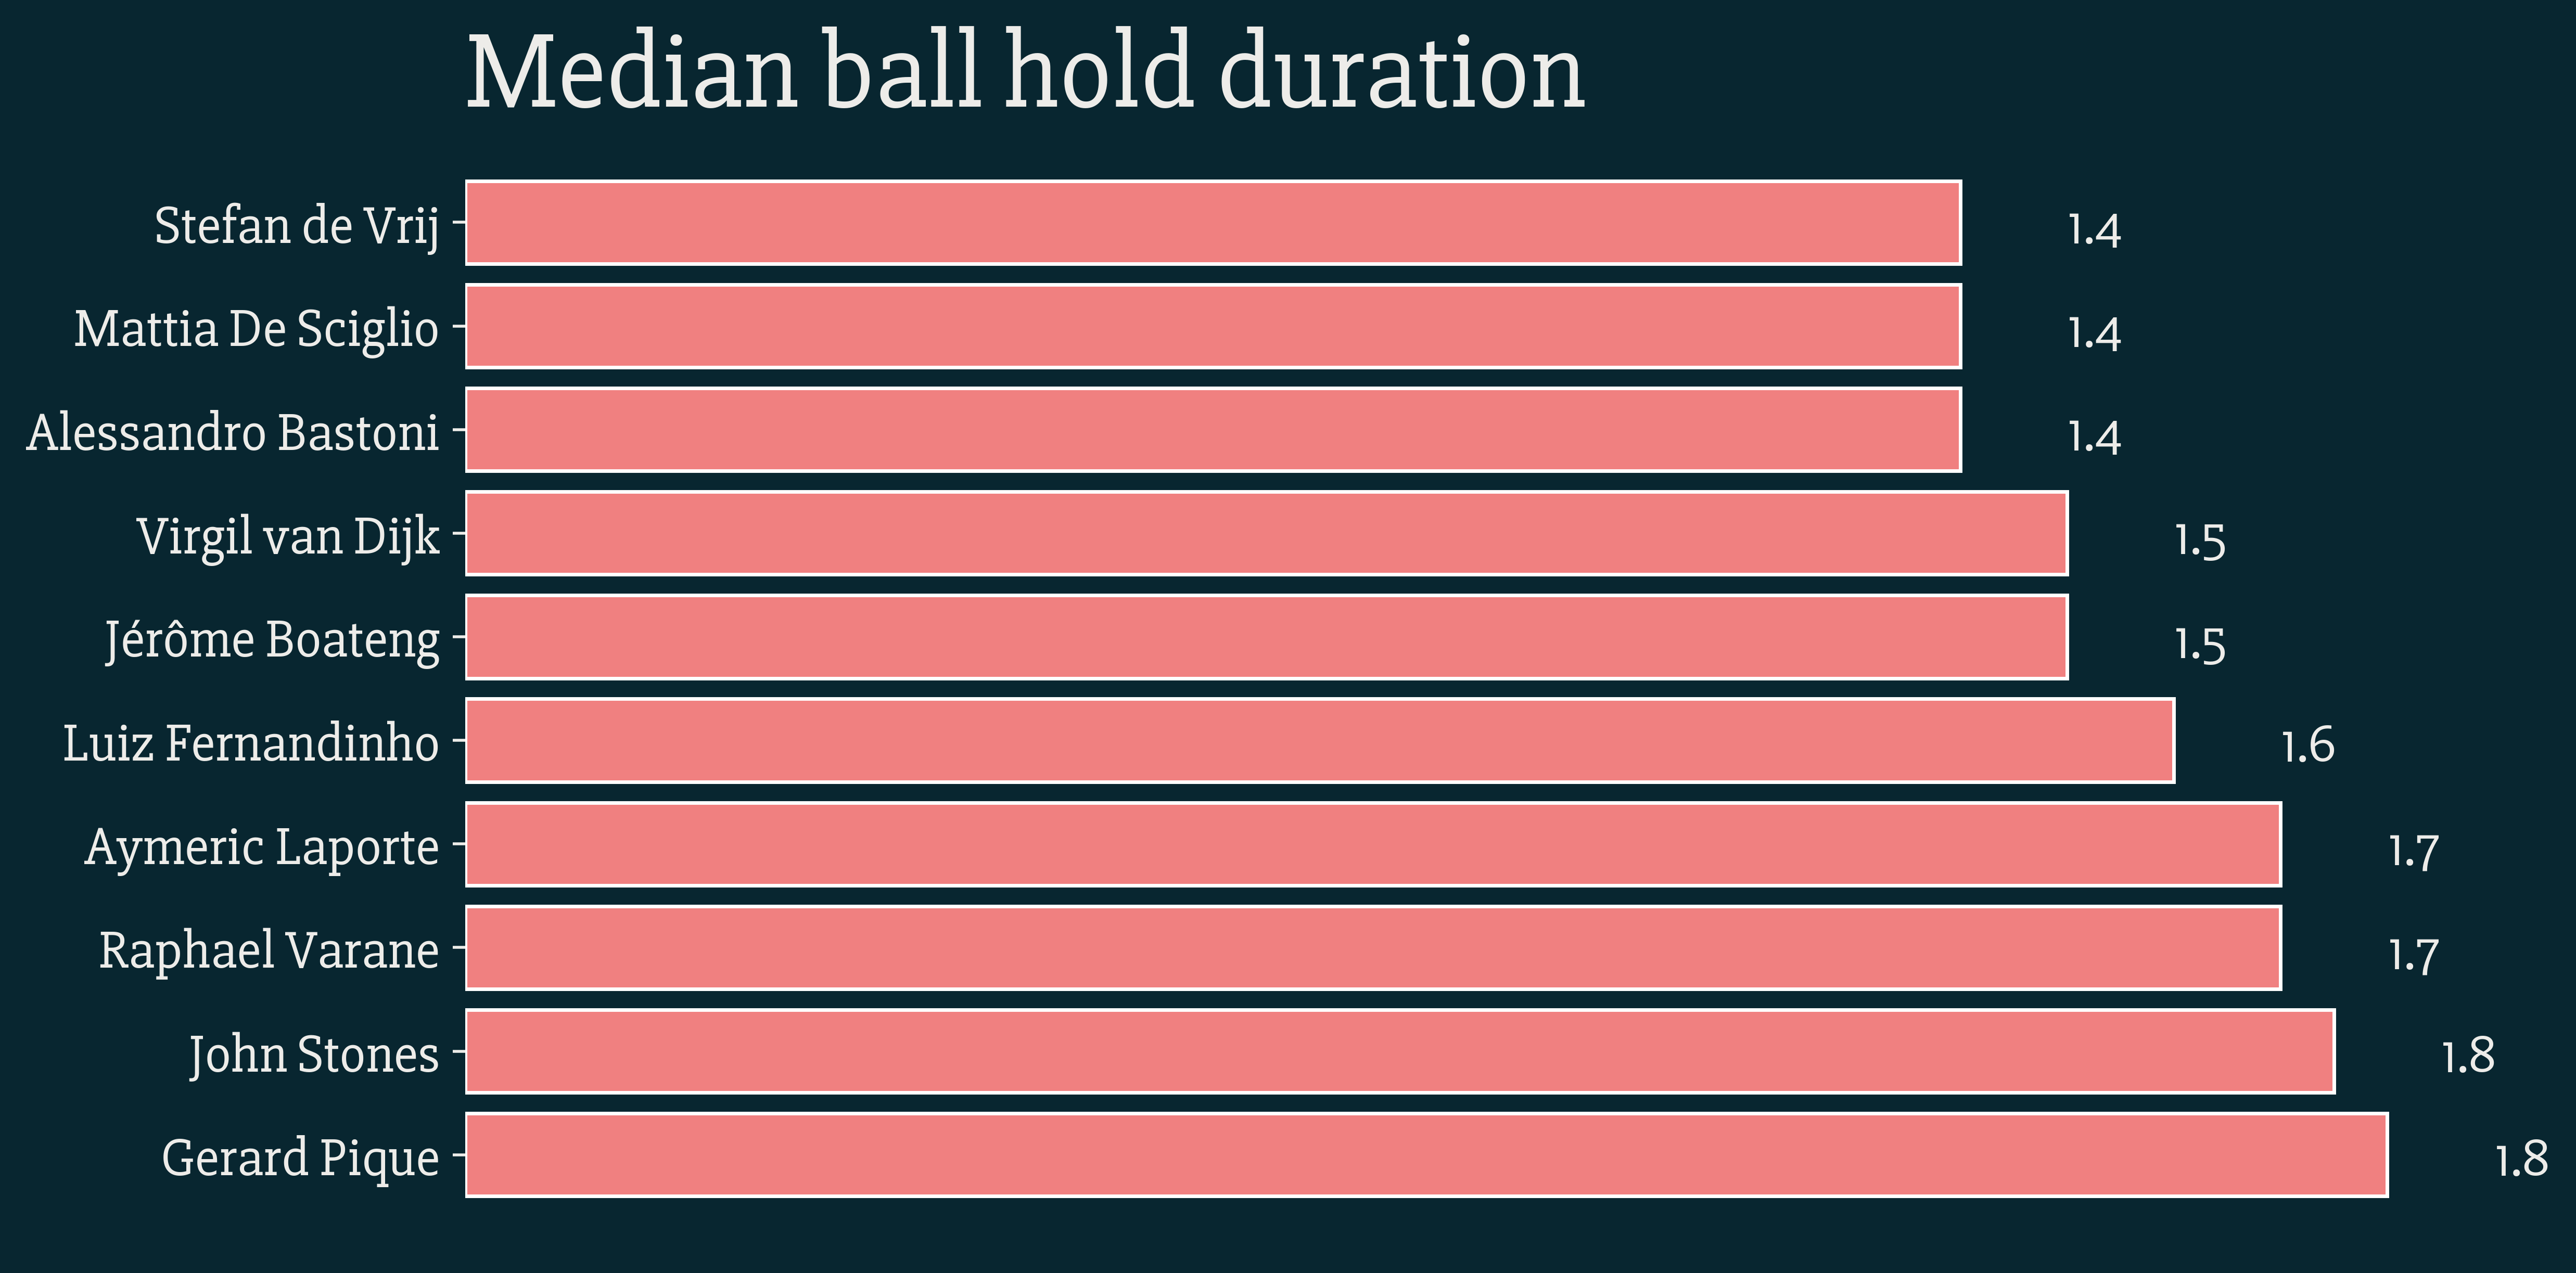 Median ball hold duration
Stefan de Vrij 1.4
Mattia De Sciglio 1.4
Alessandro Bastoni 1.4
Virgil van Dijk 1.5
Jérôme Boateng 1.5
Luiz Fernandinho 1.6
Aymeric Laporte 1.7
Raphael Varane 1.7
John Stones 1.8
Gerard Pique 1.8